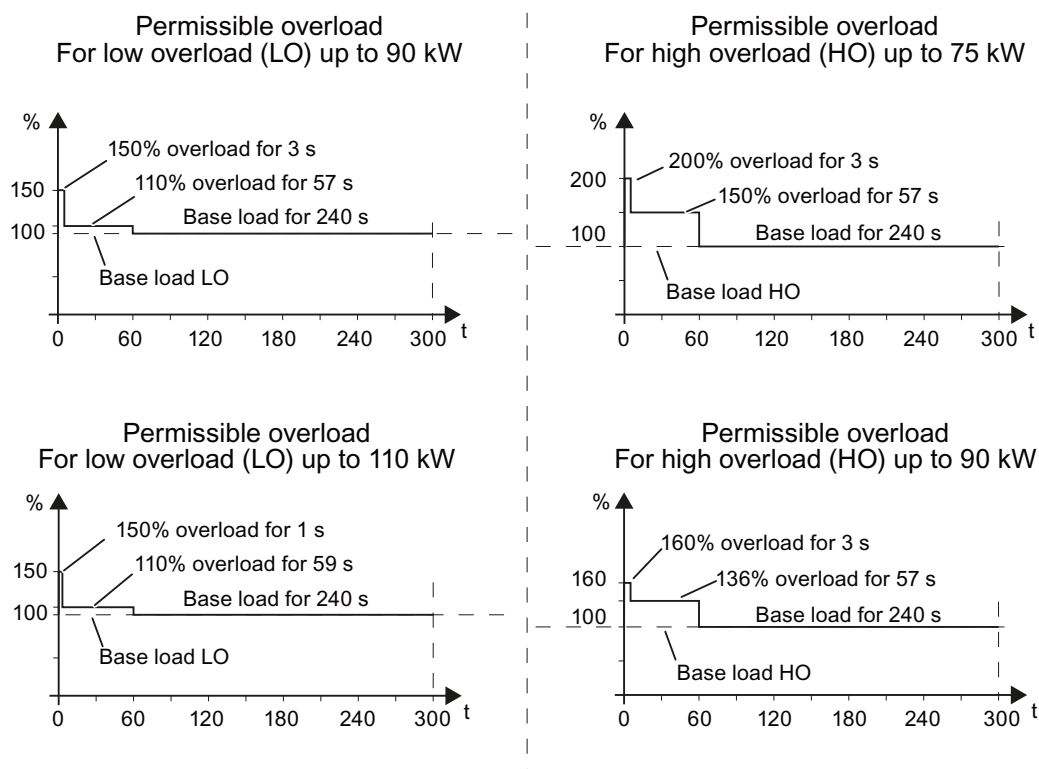 Permissible overload
For low overload (LO) up to 90 kW
%
150% overload for 3 s
150
110% overload for 57 s
Base load for 240 s
100
Base load LO
0 60 120 180 240 300 t
Permissible overload
For high overload (HO) up to 75 kW
%
200% overload for 3 s
200
150% overload for 57 s
Base load for 240 s
100
Base load HO
0 60 120 180 240 300 t
Permissible overload
For low overload (LO) up to 110 kW
%
150% overload for 1 s
150
110% overload for 59 s
Base load for 240 s
100
Base load LO
0 60 120 180 240 300 t
Permissible overload
For high overload (HO) up to 90 kW
%
160% overload for 3 s
160
136% overload for 57 s
Base load for 240 s
100
Base load HO
0 60 120 180 240 300 t